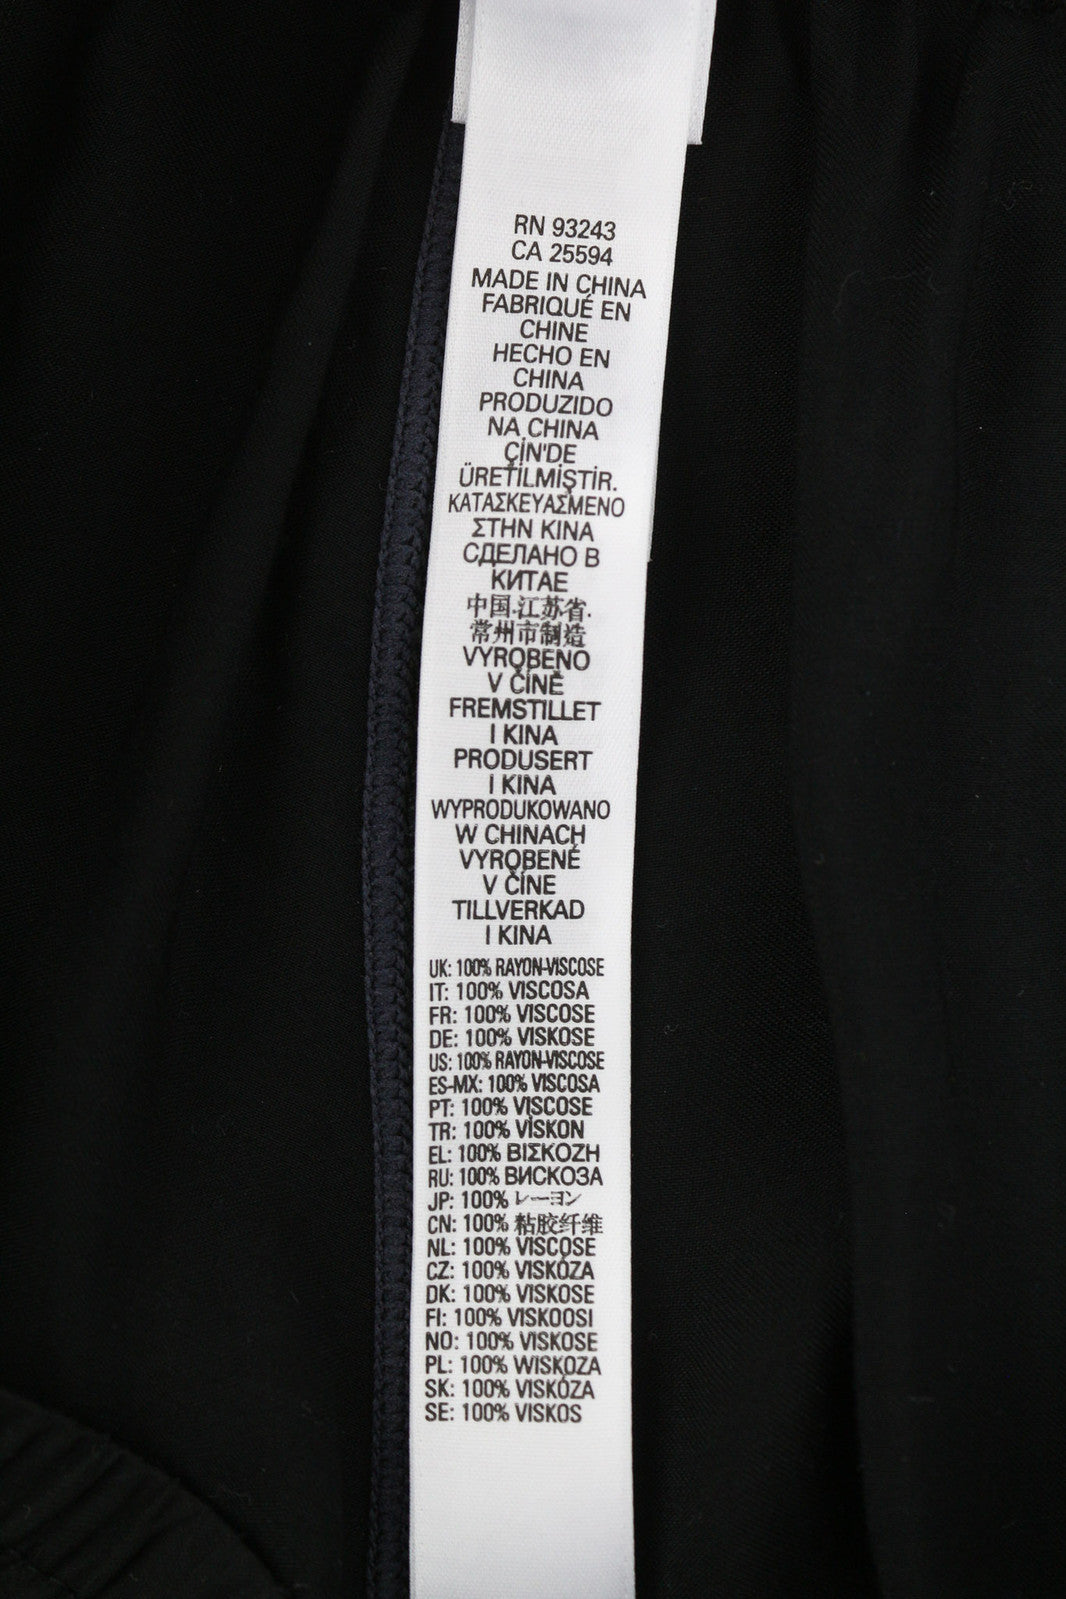 RN 93243
CA 25594
MADE IN CHINA
FABRIQUÉ EN
CHINE
HECHO EN
CHINA
PRODUZIDO
NA CHINA
ÇİN'DE
ÜRETİLMİŞTİR.
ΚΑΤΑΣΚΕΥΑΣΜΕΝΟ
ΣΤΗΝ ΚΙΝΑ
СДЕЛАНО В
КИТАЕ
中国.江苏省.
常州市制造
VYROBENO
V ČÍNĚ
FREMSTILLET
I KINA
PRODUSERT
I KINA
WYPRODUKOWANO
W CHINACH
VYROBENÉ
V ČÍNE
TILLVERKAD
I KINA
UK: 100% RAYON-VISCOSE
IT: 100% VISCOSA
FR: 100% VISCOSE
DE: 100% VISKOSE
US: 100% RAYON-VISCOSE
ES-MX: 100% VISCOSA
PT: 100% VISCOSE
TR: 100% VİSKON
EL: 100% ΒΙΣΚΟΖΗ
RU: 100% ВИСКОЗА
JP: 100% レーヨン
CN: 100% 粘胶纤维
NL: 100% VISCOSE
CZ: 100% VISKÓZA
DK: 100% VISKOSE
FI: 100% VISKOOSI
NO: 100% VISKOSE
PL: 100% WISKOZA
SK: 100% VISKÓZA
SE: 100% VISKOS